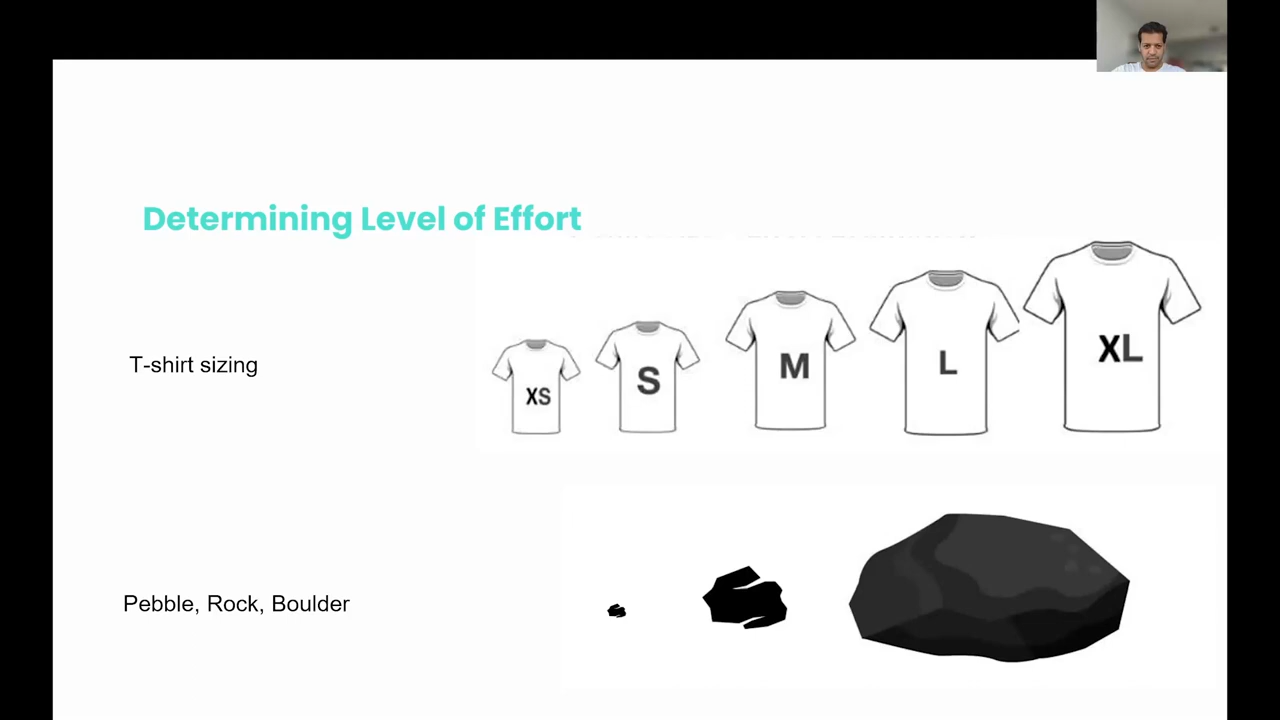 Determining Level of Effort
T-shirt sizing
XS
S
M
L
XL
Pebble, Rock, Boulder